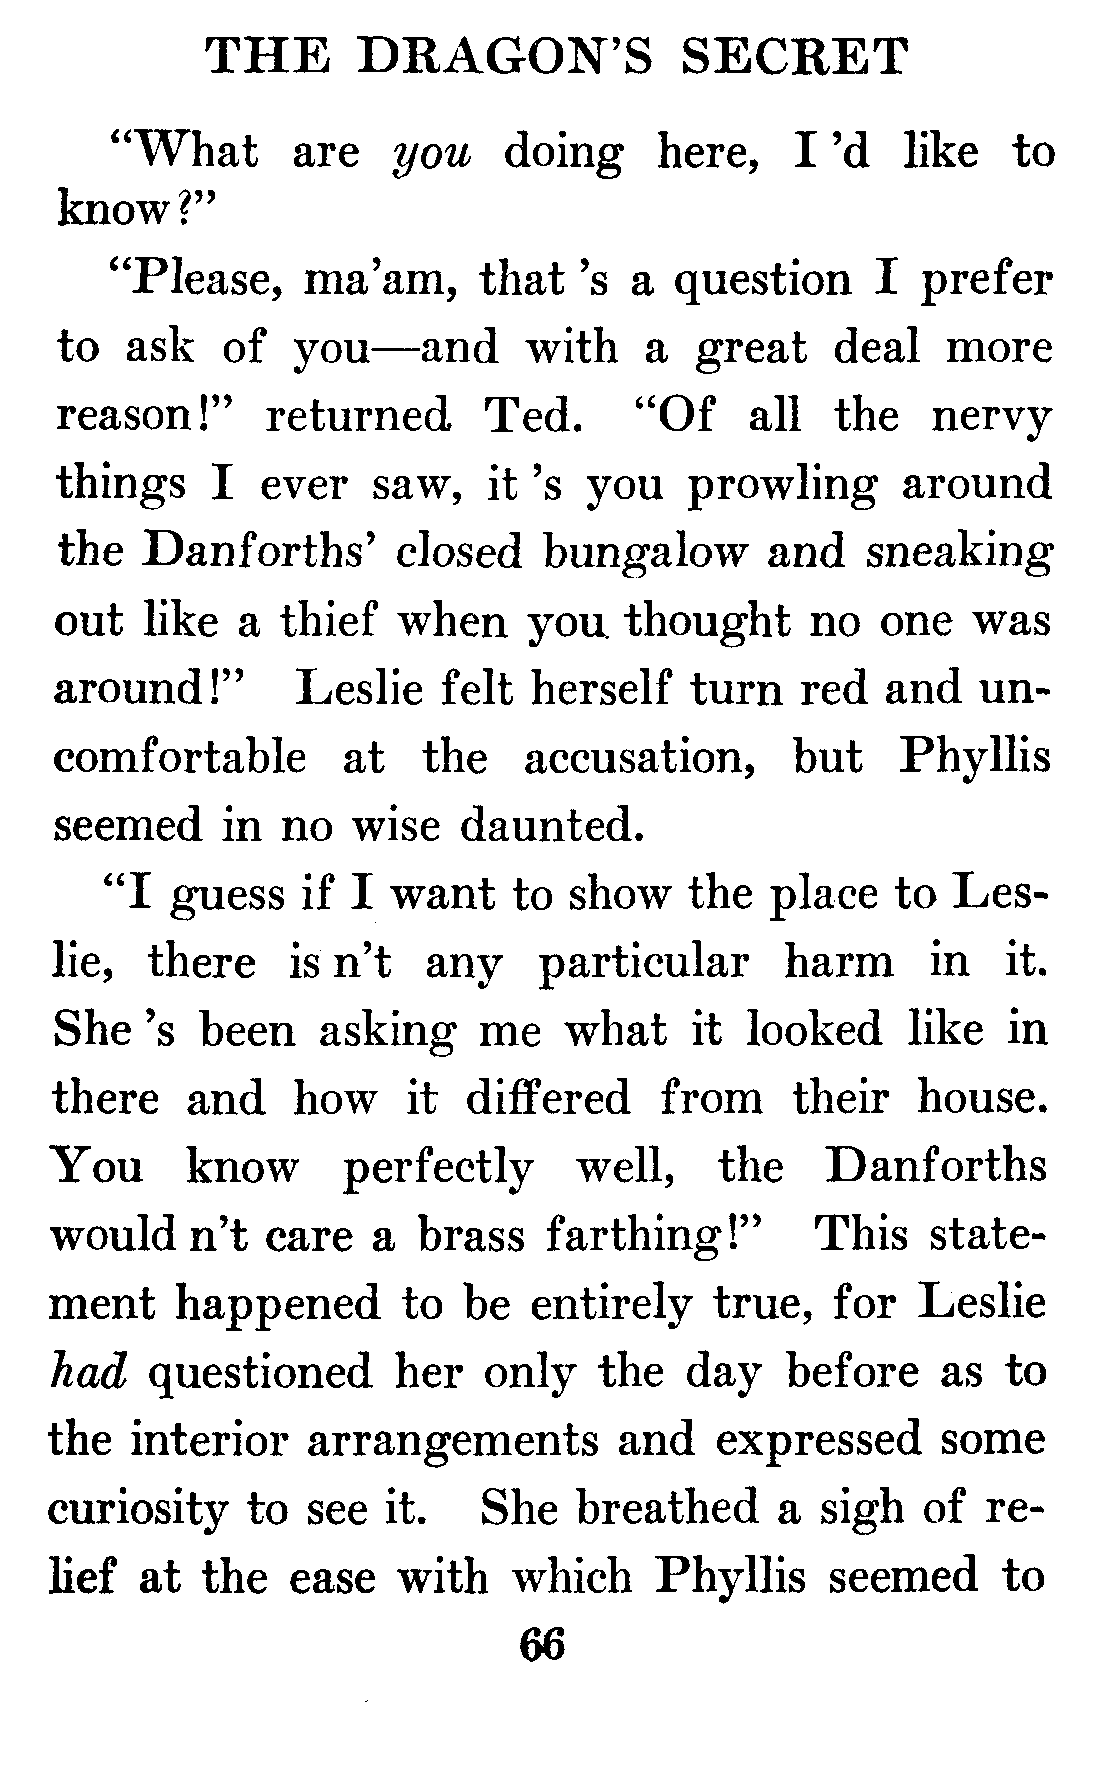 THE DRAGON'S SECRET
“What are you doing here, I 'd like to
know?”
“Please, ma'am, that 's a question I prefer
to ask of you—and with a great deal more
reason!” returned Ted. “Of all the nervy
things I ever saw, it 's you prowling around
the Danforths' closed bungalow and sneaking
out like a thief when you thought no one was
around!” Leslie felt herself turn red and un-
comfortable at the accusation, but Phyllis
seemed in no wise daunted.
“I guess if I want to show the place to Les-
lie, there is n't any particular harm in it.
She 's been asking me what it looked like in
there and how it differed from their house.
You know perfectly well, the Danforths
would n't care a brass farthing!” This state-
ment happened to be entirely true, for Leslie
had questioned her only the day before as to
the interior arrangements and expressed some
curiosity to see it. She breathed a sigh of re-
lief at the ease with which Phyllis seemed to
66